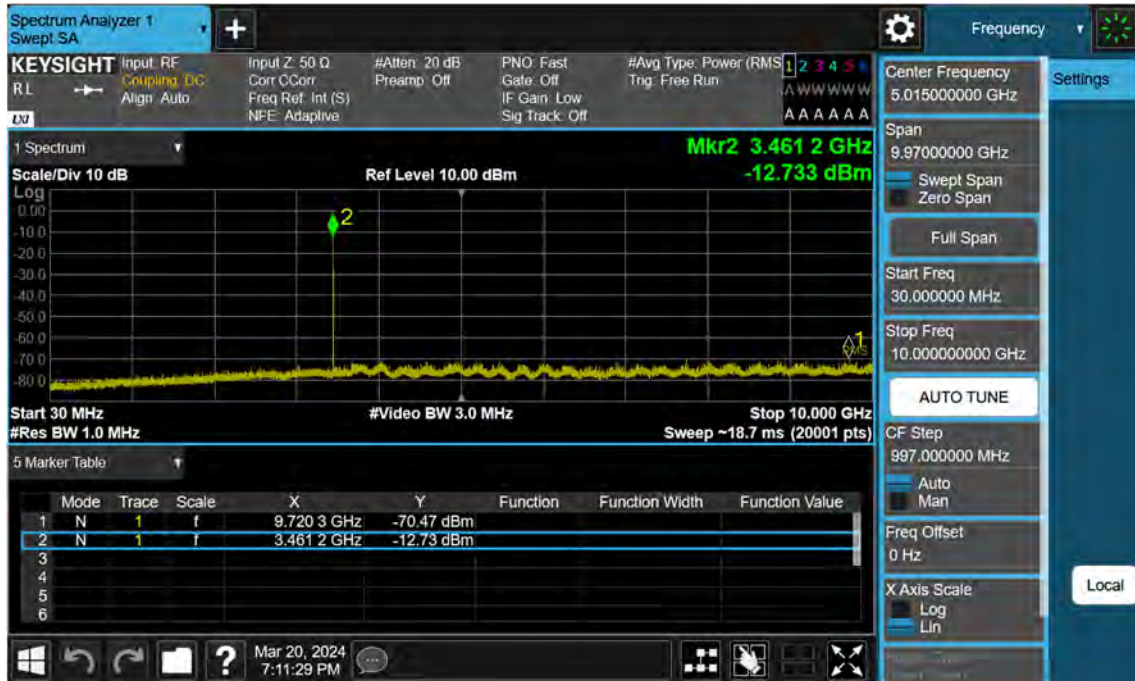 Spectrum Analyzer 1
Swept SA
+
Frequency
KEYSIGHT
RL
LXI
Input: RF
Coupling: DC
Align: Auto
Input Z: 50 Ω
Corr CCorr
Freq Ref: Int (S)
NFE: Adaptive
#Atten: 20 dB
Preamp: Off
PNO: Fast
Gate: Off
IF Gain: Low
Sig Track: Off
#Avg Type: Power (RMS
Trig: Free Run
1 2 3 4 5 6
A W W W W W
A A A A A A
Center Frequency
5.015000000 GHz
Settings
1 Spectrum
Scale/Div 10 dB
Ref Level 10.00 dBm
Mkr2 3.461 2 GHz
-12.733 dBm
Log
0.00
-10.0
-20.0
-30.0
-40.0
-50.0
-60.0
-70.0
-80.0
2
1
RMS
Start 30 MHz
#Res BW 1.0 MHz
#Video BW 3.0 MHz
Stop 10.000 GHz
Sweep ~18.7 ms (20001 pts)
Span
9.97000000 GHz
Swept Span
Zero Span
Full Span
Start Freq
30.000000 MHz
Stop Freq
10.000000000 GHz
AUTO TUNE
CF Step
997.000000 MHz
Auto
Man
Freq Offset
0 Hz
X Axis Scale
Log
Lin
Local
5 Marker Table
Mode Trace Scale X Y Function Function Width Function Value
1 N 1 f 9.720 3 GHz -70.47 dBm
2 N 1 f 3.461 2 GHz -12.73 dBm
3
4
5
6
?
Mar 20, 2024
7:11:29 PM